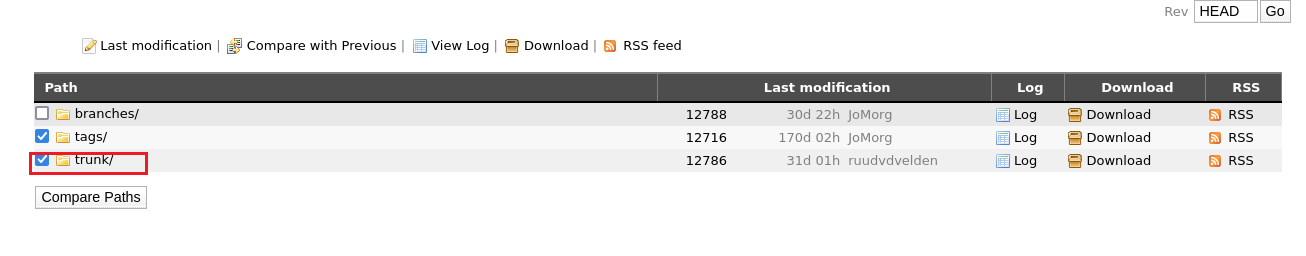 Rev HEAD Go
Last modification | Compare with Previous | View Log | Download | RSS feed
Path Last modification Log Download RSS
branches/ 12788 30d 22h JoMorg Log Download RSS
tags/ 12716 170d 02h JoMorg Log Download RSS
trunk/ 12786 31d 01h ruudvdvelden Log Download RSS
Compare Paths